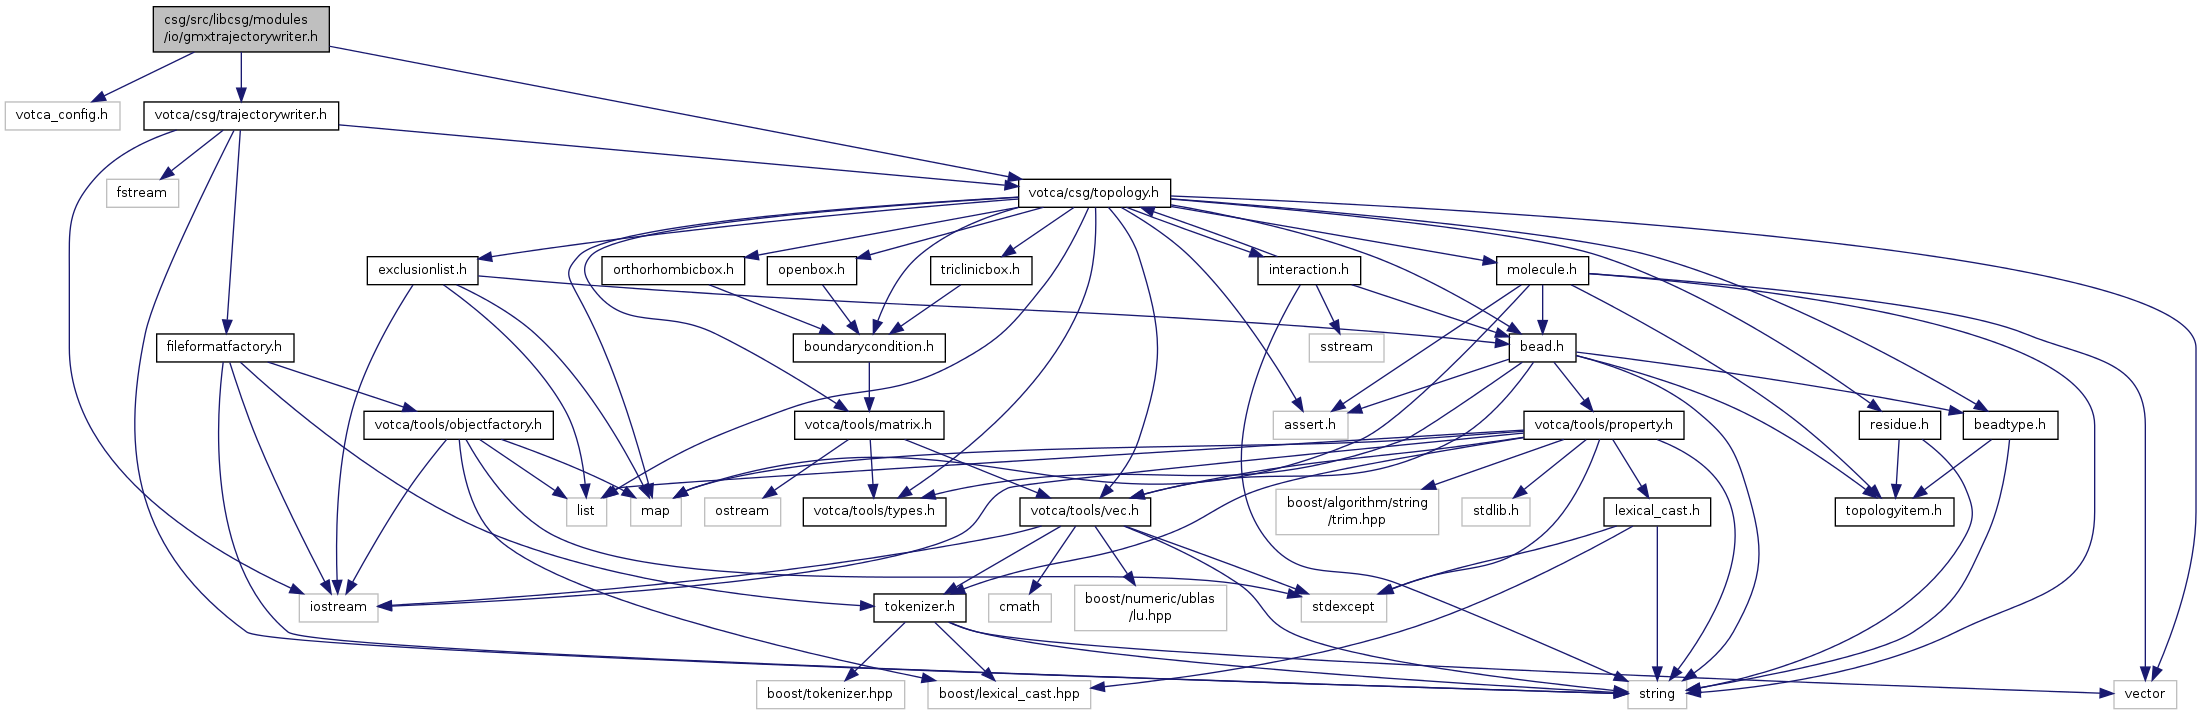 csg/src/libcsg/modules
/io/gmxtrajectorywriter.h
votca_config.h
votca/csg/trajectorywriter.h
fstream
votca/csg/topology.h
exclusionlist.h
orthorhombicbox.h
openbox.h
triclinicbox.h
interaction.h
molecule.h
fileformatfactory.h
boundarycondition.h
sstream
bead.h
votca/tools/objectfactory.h
votca/tools/matrix.h
assert.h
votca/tools/property.h
residue.h
beadtype.h
list
map
ostream
votca/tools/types.h
votca/tools/vec.h
boost/algorithm/string
/trim.hpp
stdlib.h
lexical_cast.h
topologyitem.h
iostream
tokenizer.h
cmath
boost/numeric/ublas
/lu.hpp
stdexcept
boost/tokenizer.hpp
boost/lexical_cast.hpp
string
vector